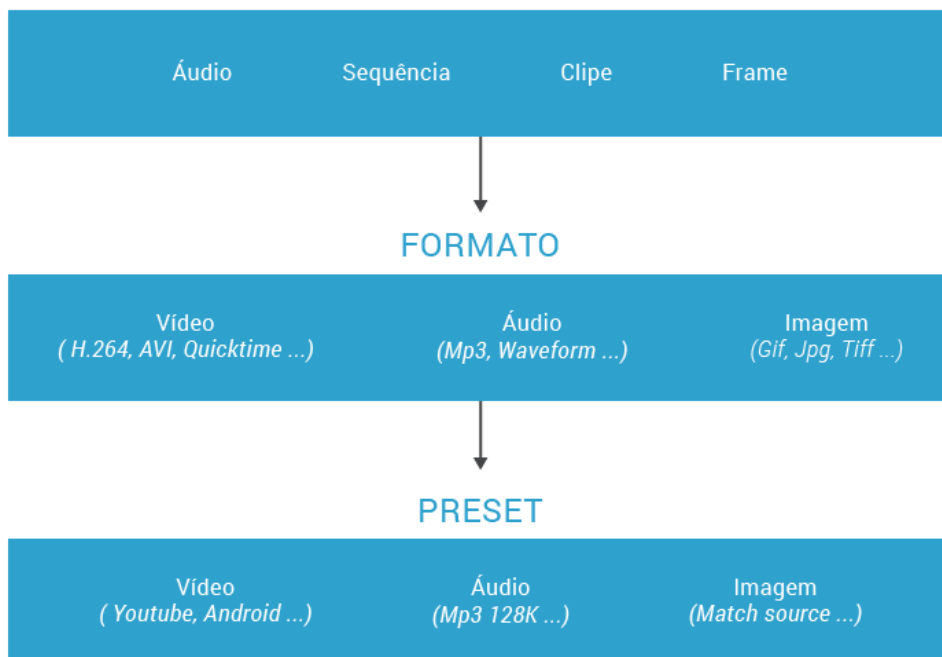 Áudio Sequência Clipe Frame
FORMATO
Vídeo Áudio Imagem
( H.264, AVI, Quicktime ...) (Mp3, Waveform ...) (Gif, Jpg, Tiff ...)
PRESET
Vídeo Áudio Imagem
( Youtube, Android ...) (Mp3 128K ...) (Match source ...)